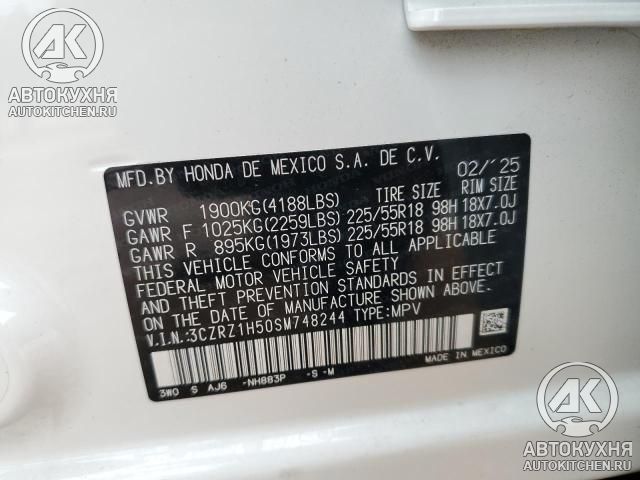 АВТОКУХНЯ
AUTOKITCHEN.RU
MFD.BY HONDA DE MEXICO S.A. DE C.V. 02/'25
TIRE SIZE RIM SIZE
GVWR 1900KG(4188LBS)
GAWR F 1025KG(2259LBS) 225/55R18 98H 18X7.0J
GAWR R 895KG(1973LBS) 225/55R18 98H 18X7.0J
THIS VEHICLE CONFORMS TO ALL APPLICABLE
FEDERAL MOTOR VEHICLE SAFETY
AND THEFT PREVENTION STANDARDS IN EFFECT
ON THE DATE OF MANUFACTURE SHOWN ABOVE.
V.I.N.:3CZRZ1H50SM748244 TYPE:MPV
MADE IN MEXICO
3W0 S AJ6 -NH883P -S -M
АК
АВТОКУХНЯ
AUTOKITCHEN.RU